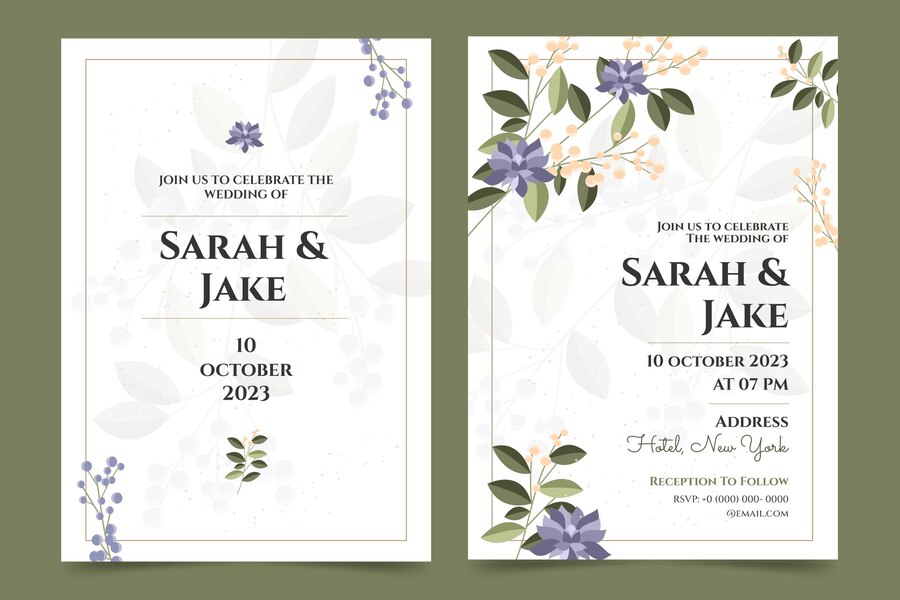 JOIN US TO CELEBRATE THE
WEDDING OF
SARAH &
JAKE
10
OCTOBER
2023
JOIN US TO CELEBRATE
THE WEDDING OF
SARAH &
JAKE
10 OCTOBER 2023
AT 07 PM
ADDRESS
Hotel, New York
RECEPTION TO FOLLOW
RSVP: +0 (000) 000- 0000
@EMAIL.COM